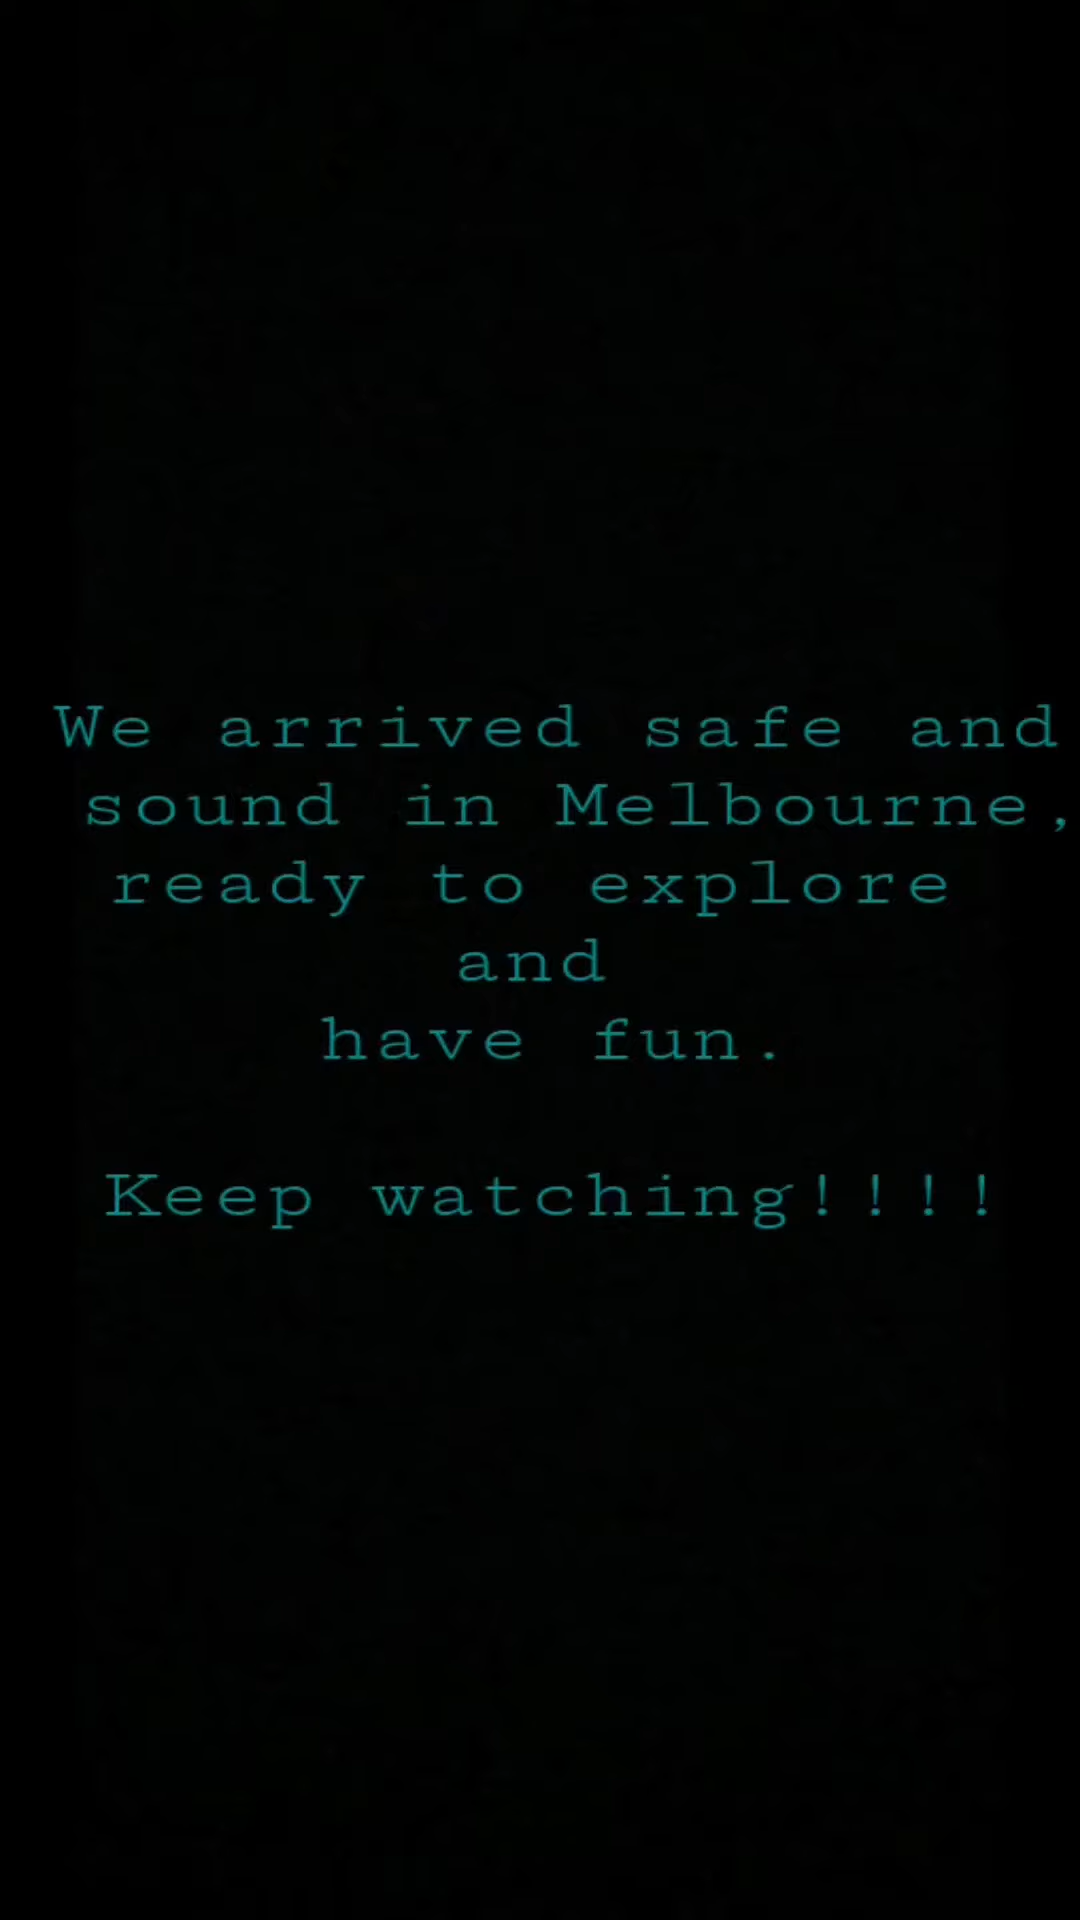 We arrived safe and
sound in Melbourne,
ready to explore
and
have fun.
Keep watching!!!!